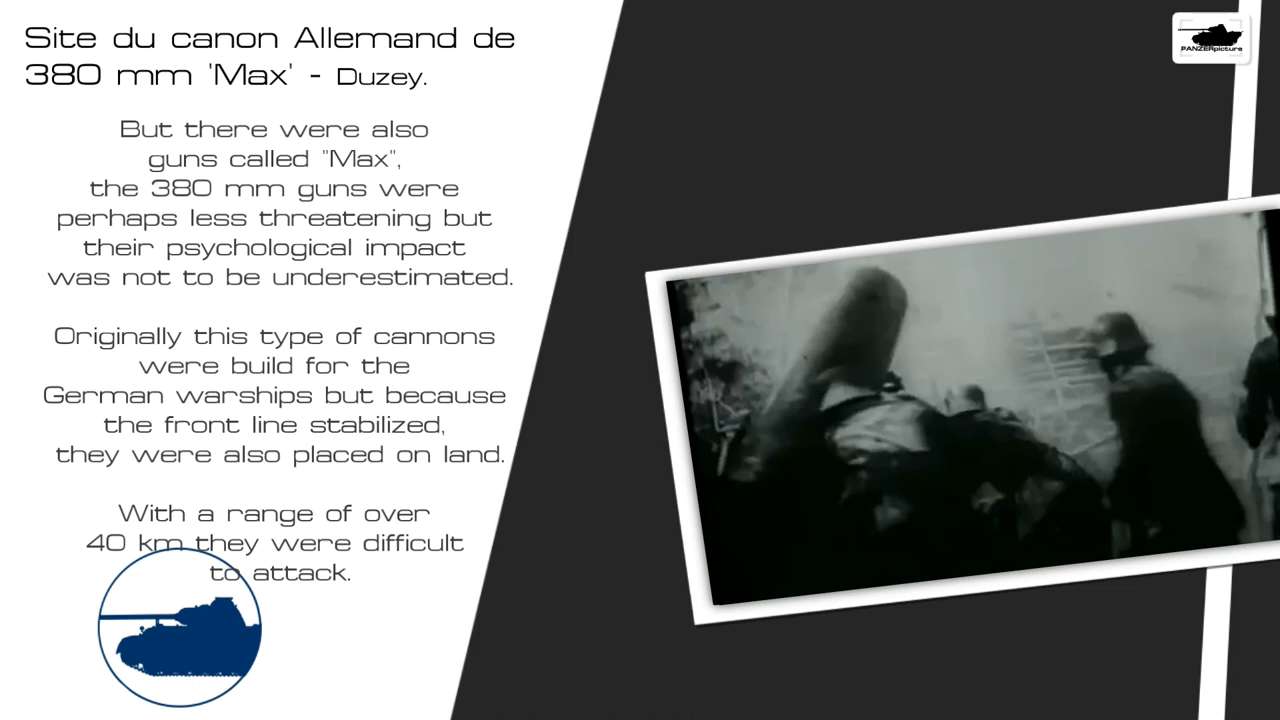 Site du canon Allemand de
380 mm 'Max' - Duzey.
But there were also
guns called "Max",
the 380 mm guns were
perhaps less threatening but
their psychological impact
was not to be underestimated.
Originally this type of cannons
were build for the
German warships but because
the front line stabilized,
they were also placed on land.
With a range of over
40 km they were difficult
to attack.
PANZERpicture